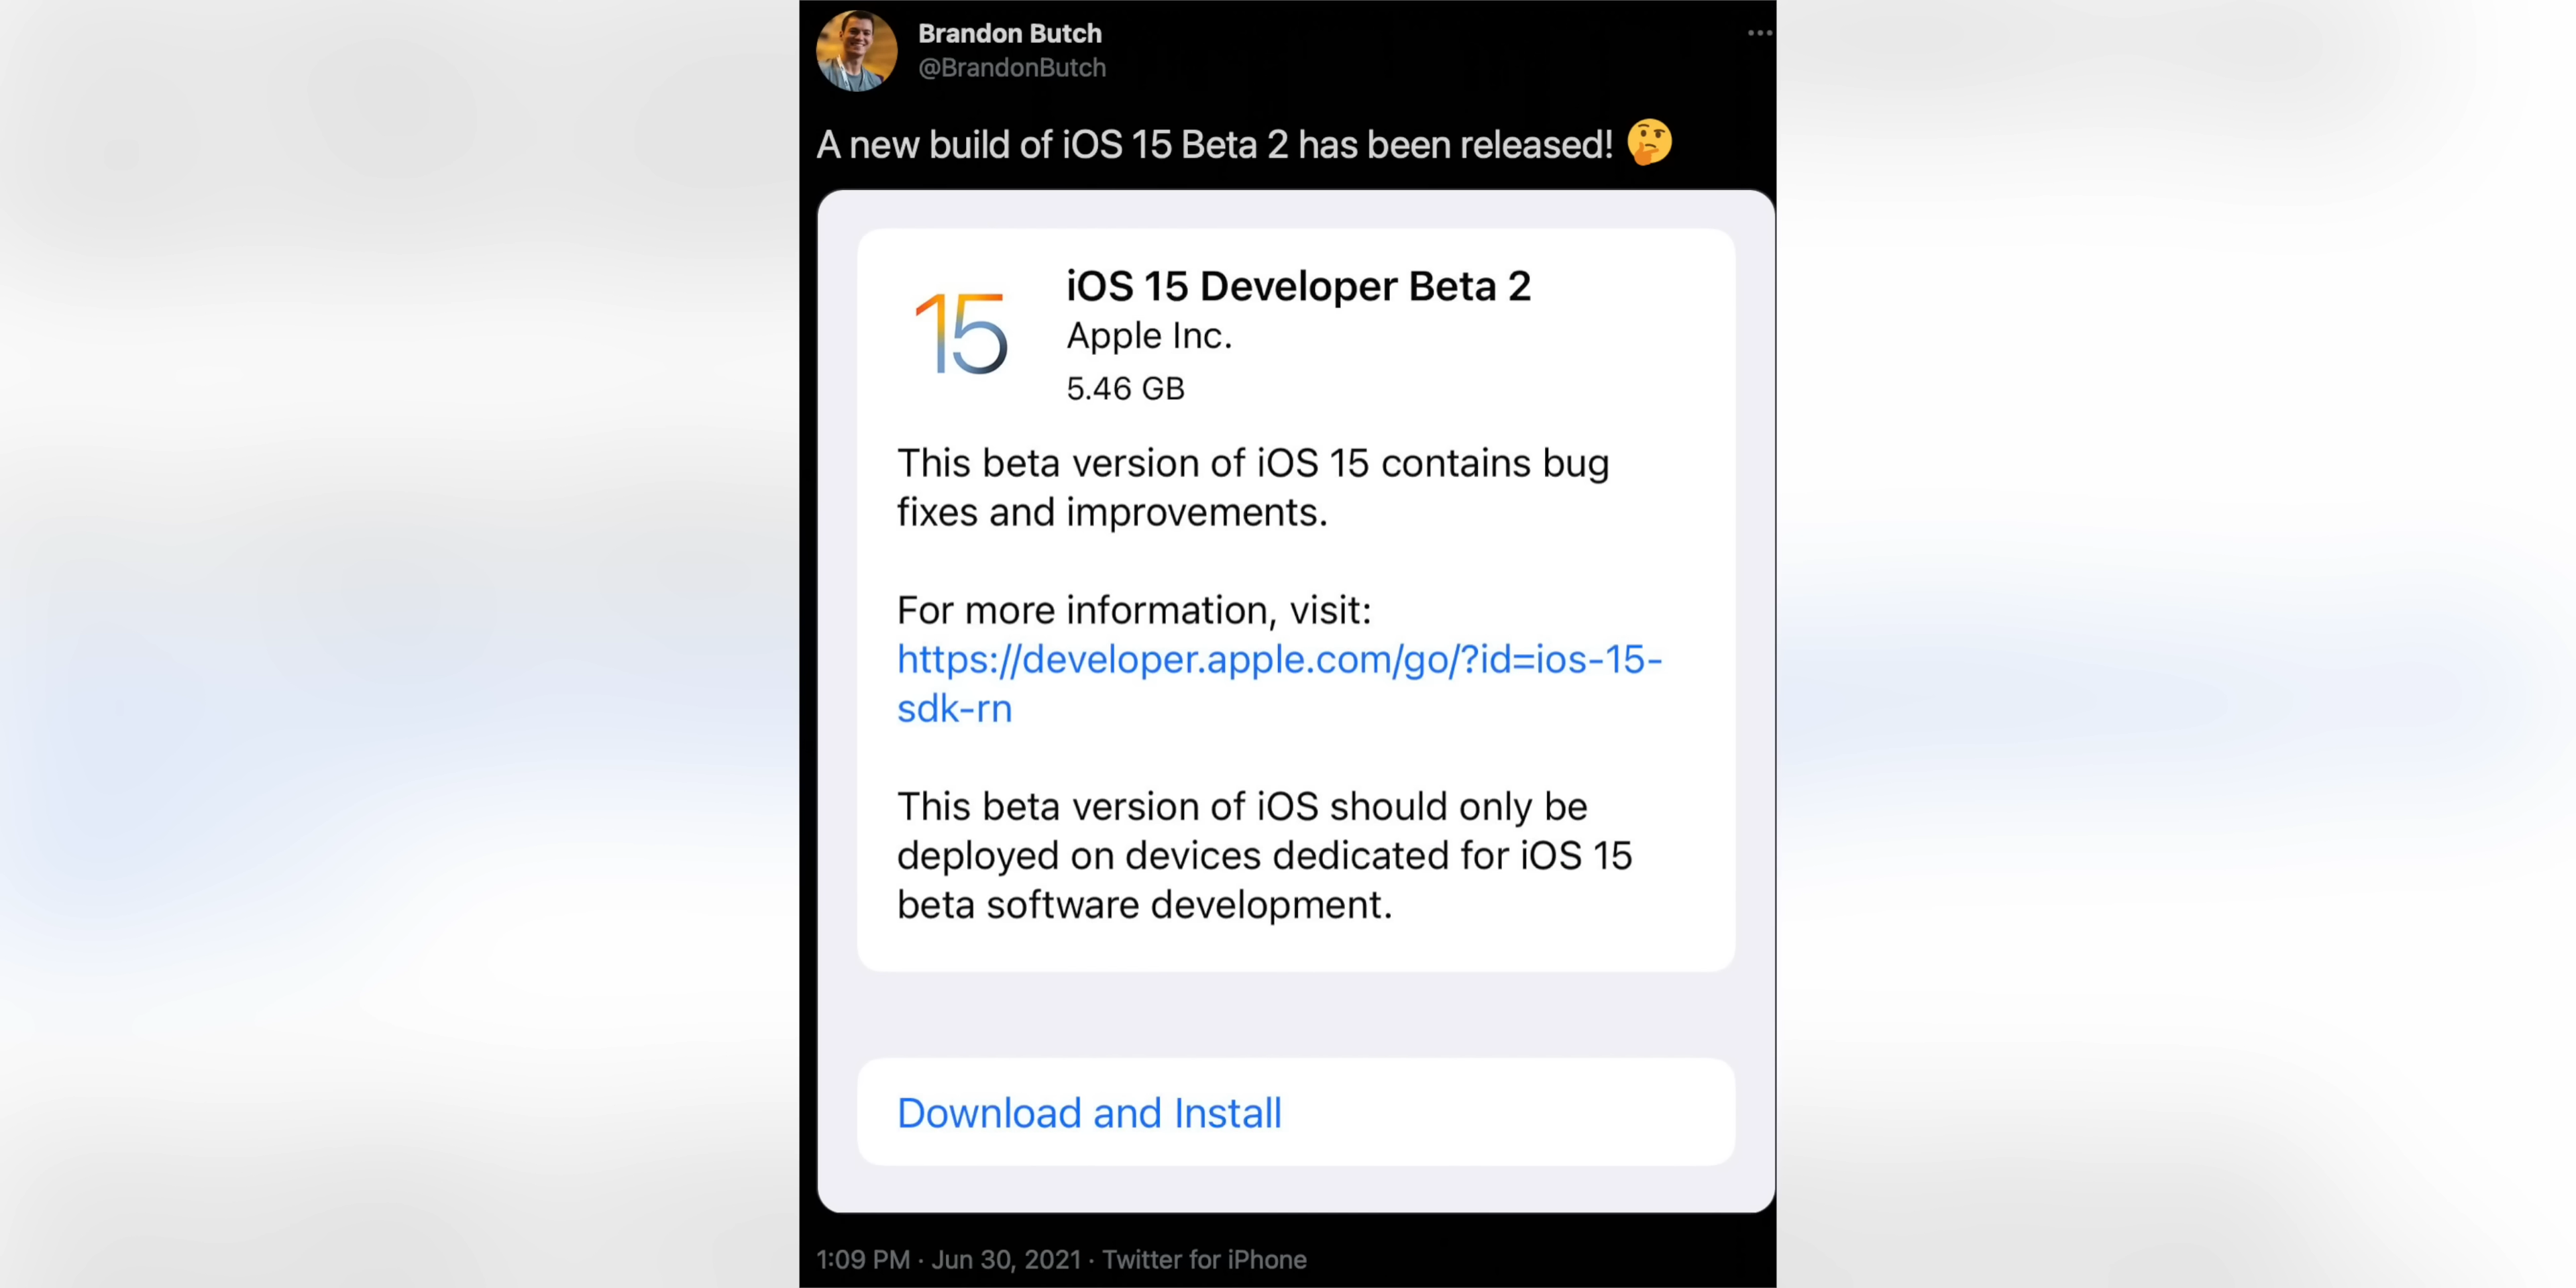 Brandon Butch
@BrandonButch
A new build of iOS 15 Beta 2 has been released! 🤔
15
iOS 15 Developer Beta 2
Apple Inc.
5.46 GB
This beta version of iOS 15 contains bug
fixes and improvements.
For more information, visit:
https://developer.apple.com/go/?id=ios-15-
sdk-rn
This beta version of iOS should only be
deployed on devices dedicated for iOS 15
beta software development.
Download and Install
1:09 PM · Jun 30, 2021 · Twitter for iPhone